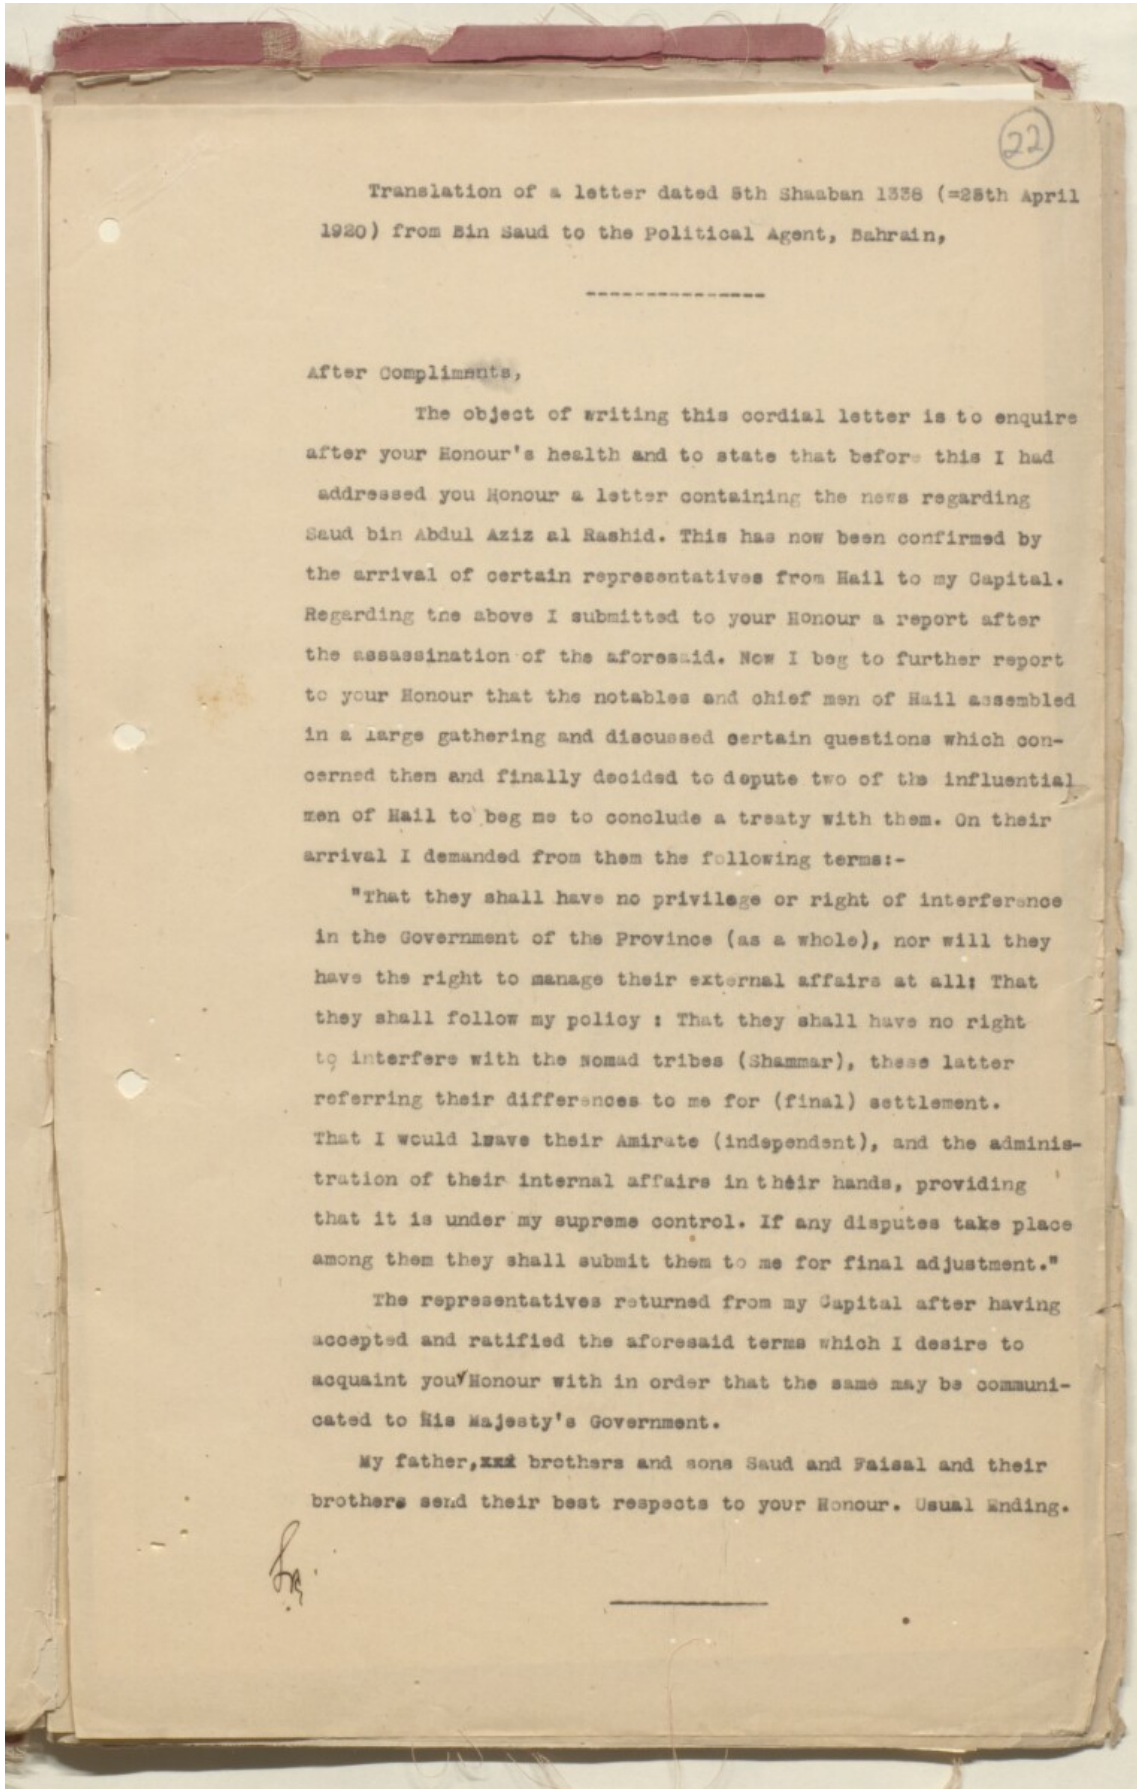 22
Translation of a letter dated 5th Shaaban 1338 (=25th April
1920) from Bin Saud to the Political Agent, Bahrain,
---------------
After Compliments,
The object of writing this cordial letter is to enquire
after your Honour's health and to state that before this I had
addressed you Honour a letter containing the news regarding
Saud bin Abdul Aziz al Rashid. This has now been confirmed by
the arrival of certain representatives from Hail to my Capital.
Regarding the above I submitted to your Honour a report after
the assassination of the aforesaid. Now I beg to further report
to your Honour that the notables and chief men of Hail assembled
in a large gathering and discussed certain questions which con-
cerned them and finally decided to depute two of the influential
men of Hail to beg me to conclude a treaty with them. On their
arrival I demanded from them the following terms:-
"That they shall have no privilege or right of interference
in the Government of the Province (as a whole), nor will they
have the right to manage their external affairs at all: That
they shall follow my policy : That they shall have no right
to interfere with the Nomad tribes (Shammar), these latter
referring their differences to me for (final) settlement.
That I would leave their Amirate (independent), and the adminis-
tration of their internal affairs in their hands, providing
that it is under my supreme control. If any disputes take place
among them they shall submit them to me for final adjustment."
The representatives returned from my Capital after having
accepted and ratified the aforesaid terms which I desire to
acquaint your Honour with in order that the same may be communi-
cated to His Majesty's Government.
My father, brothers and sons Saud and Faisal and their
brothers send their best respects to your Honour. Usual Ending.